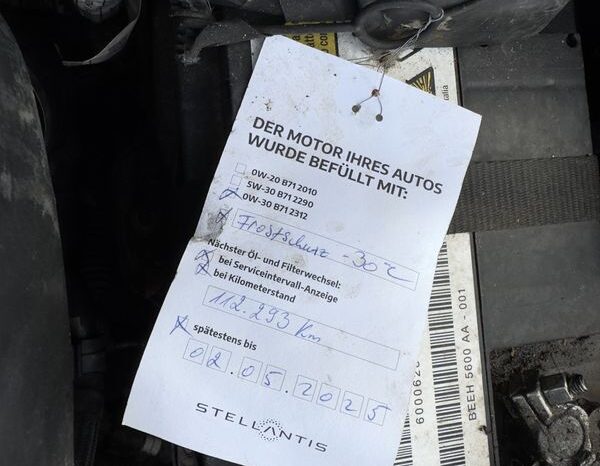 DER MOTOR IHRES AUTOS
WURDE BEFÜLLT MIT:
0W-20 B71 2010
5W-30 B71 2290
0W-30 B71 2312
Frostschutz -30°C
Nächster Öl- und Filterwechsel:
bei Serviceintervall-Anzeige
bei Kilometerstand
112.293 Km
spätestens bis
02.05.2025
STELLANTIS
BEEH 5600 AA - 001